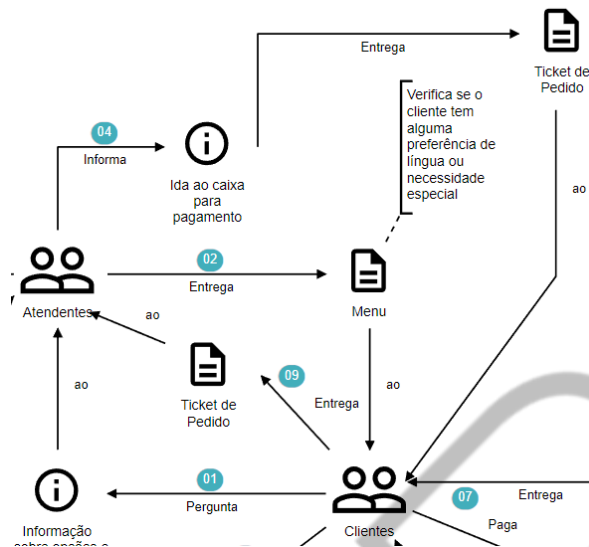 Entrega
Ticket de
Pedido
Verifica se o
cliente tem
alguma
preferência de
língua ou
necessidade
especial
04
Informa
Ida ao caixa
para
pagamento
ao
02
Entrega
Atendentes
Menu
ao
ao
Ticket de
Pedido
09
Entrega
ao
01
Pergunta
Informação
sobre opções e
Clientes
07
Entrega
Paga